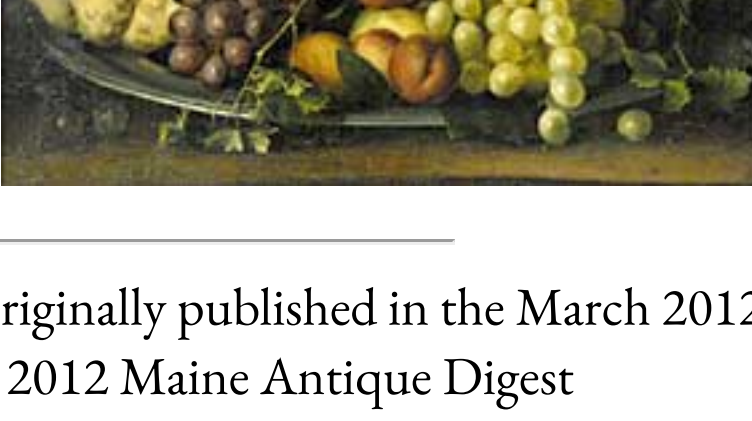 riginally published in the March 2012
2012 Maine Antique Digest